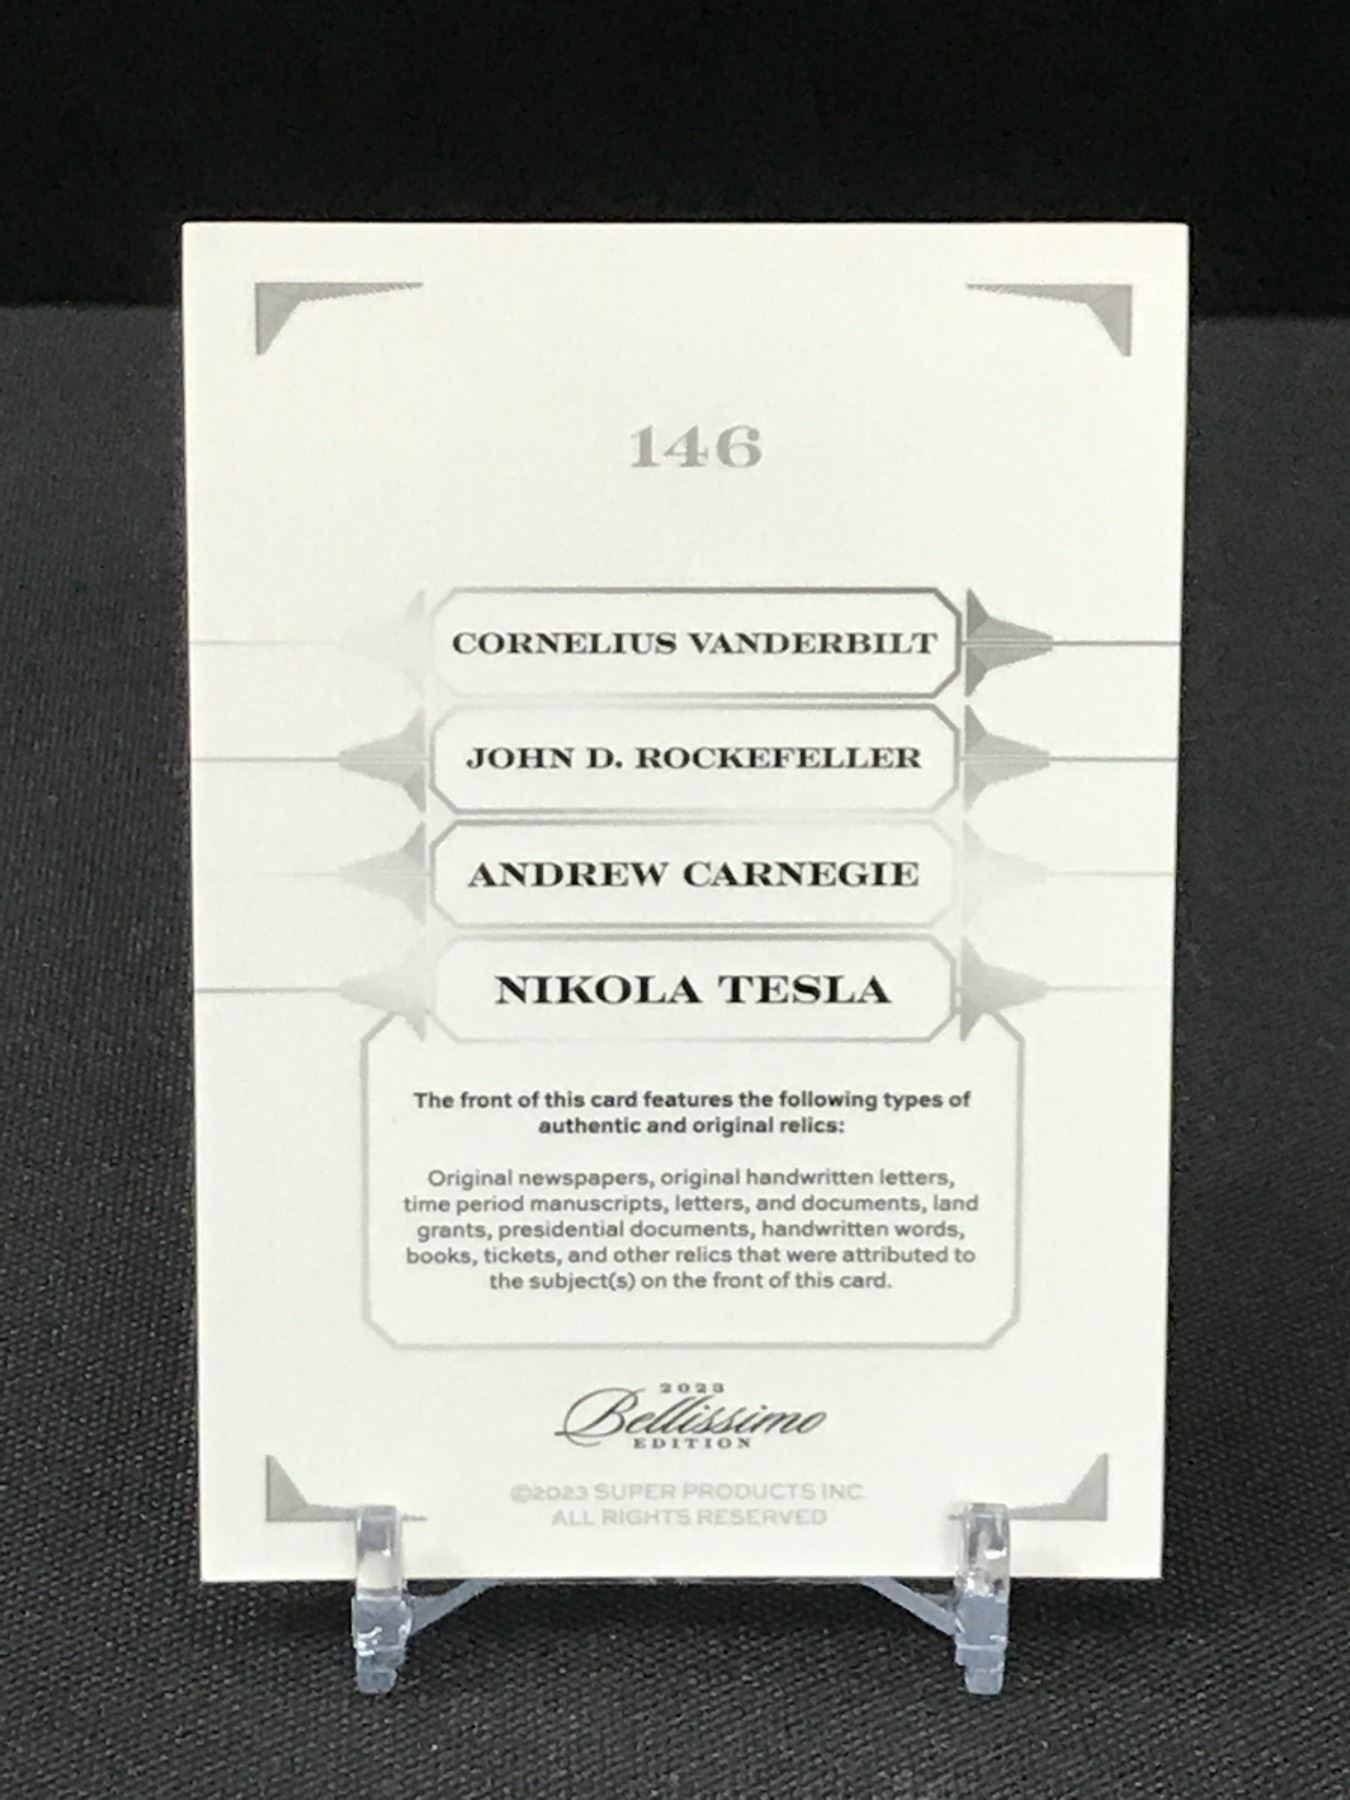 146
CORNELIUS VANDERBILT
JOHN D. ROCKEFELLER
ANDREW CARNEGIE
NIKOLA TESLA
The front of this card features the following types of
authentic and original relics:
Original newspapers, original handwritten letters,
time period manuscripts, letters, and documents, land
grants, presidential documents, handwritten words,
books, tickets, and other relics that were attributed to
the subject(s) on the front of this card.
2023
Bellissimo
EDITION
©2023 SUPER PRODUCTS INC.
ALL RIGHTS RESERVED